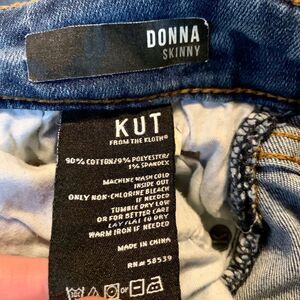 DONNA
SKINNY
KUT
FROM THE KLOTH®
90% COTTON/9% POLYESTER/
1% SPANDEX
MACHINE WASH COLD
INSIDE OUT
ONLY NON-CHLORINE BLEACH
IF NEEDED
TUMBLE DRY LOW
OR FOR BETTER CARE
LAY FLAT TO DRY
WARM IRON IF NEEDED
MADE IN CHINA
RN# 58539
OR